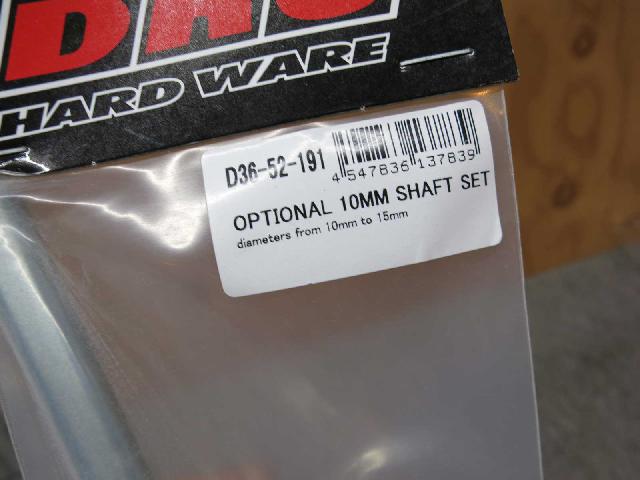 HARD WARE
D36-52-191
4 547836 137839
OPTIONAL 10MM SHAFT SET
diameters from 10mm to 15mm